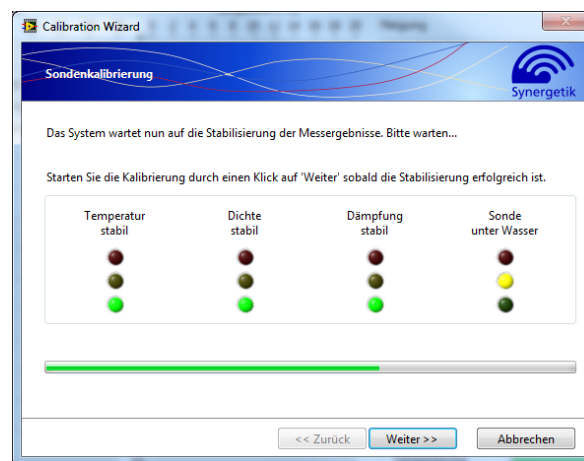 Calibration Wizard
Sondenkalibrierung
Synergetik
Das System wartet nun auf die Stabilisierung der Messergebnisse. Bitte warten...
Starten Sie die Kalibrierung durch einen Klick auf 'Weiter' sobald die Stabilisierung erfolgreich ist.
Temperatur stabil
Dichte stabil
Dämpfung stabil
Sonde unter Wasser
<< Zurück
Weiter >>
Abbrechen